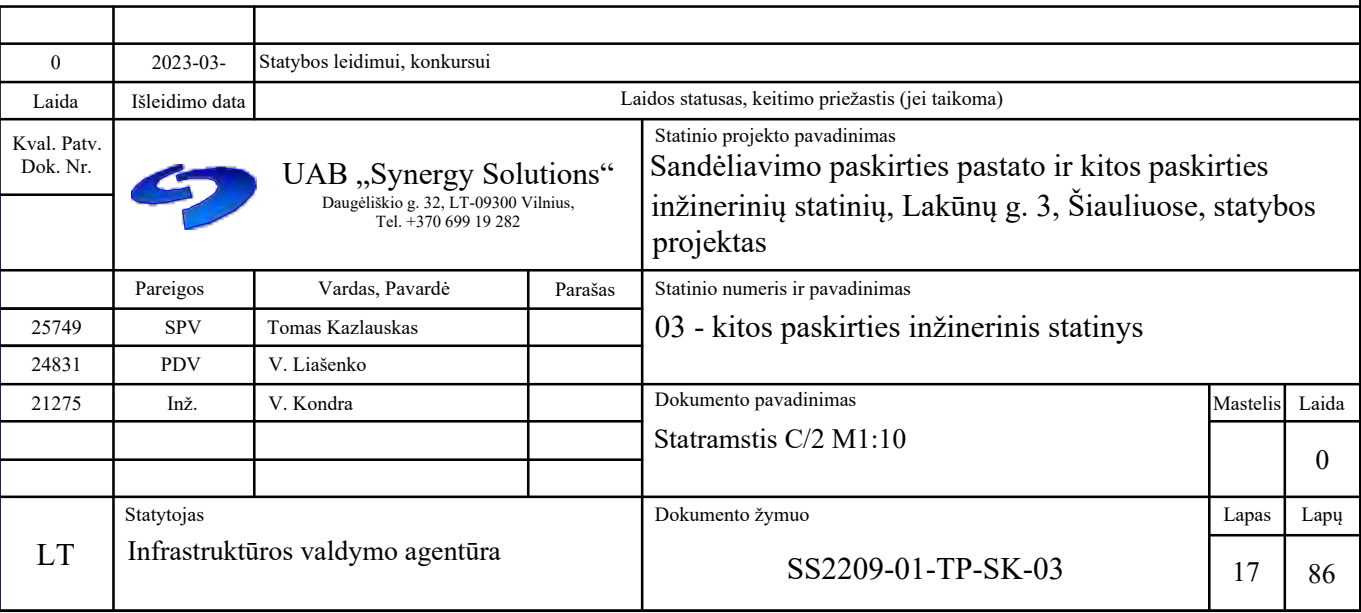 0 2023-03- Statybos leidimui, konkursui
Laida Išleidimo data Laidos statusas, keitimo priežastis (jei taikoma)
Kval. Patv.
Dok. Nr.
UAB „Synergy Solutions“
Daugėliškio g. 32, LT-09300 Vilnius,
Tel. +370 699 19 282
Statinio projekto pavadinimas
Sandėliavimo paskirties pastato ir kitos paskirties
inžinerinių statinių, Lakūnų g. 3, Šiauliuose, statybos
projektas
Pareigos Vardas, Pavardė Parašas
25749 SPV Tomas Kazlauskas
24831 PDV V. Liašenko
21275 Inž. V. Kondra
Statinio numeris ir pavadinimas
03 - kitos paskirties inžinerinis statinys
Dokumento pavadinimas
Statramstis C/2 M1:10
Mastelis Laida
0
LT
Statytojas
Infrastruktūros valdymo agentūra
Dokumento žymuo
SS2209-01-TP-SK-03
Lapas Lapų
17 86